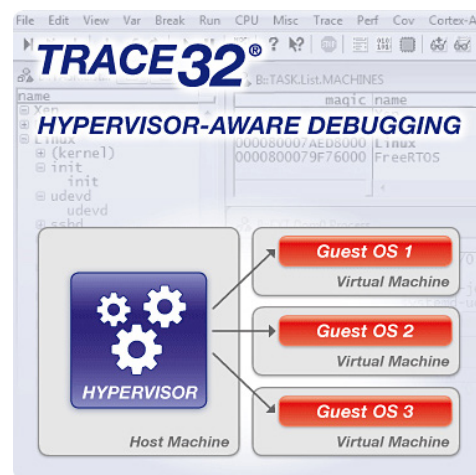 File Edit View Var Break Run CPU Misc Trace Perf Cov Cortex-A
TRACE32®
B::TASK.List.MACHINES
name
magic name
Xen
HYPERVISOR-AWARE DEBUGGING
Linux
000080007AED8000 Linux
(kernel)
0000800079F76000 FreeRTOS
init
init
udevd
udevd
sshd
Guest OS 1
Virtual Machine
Guest OS 2
Virtual Machine
HYPERVISOR
Guest OS 3
Host Machine
Virtual Machine